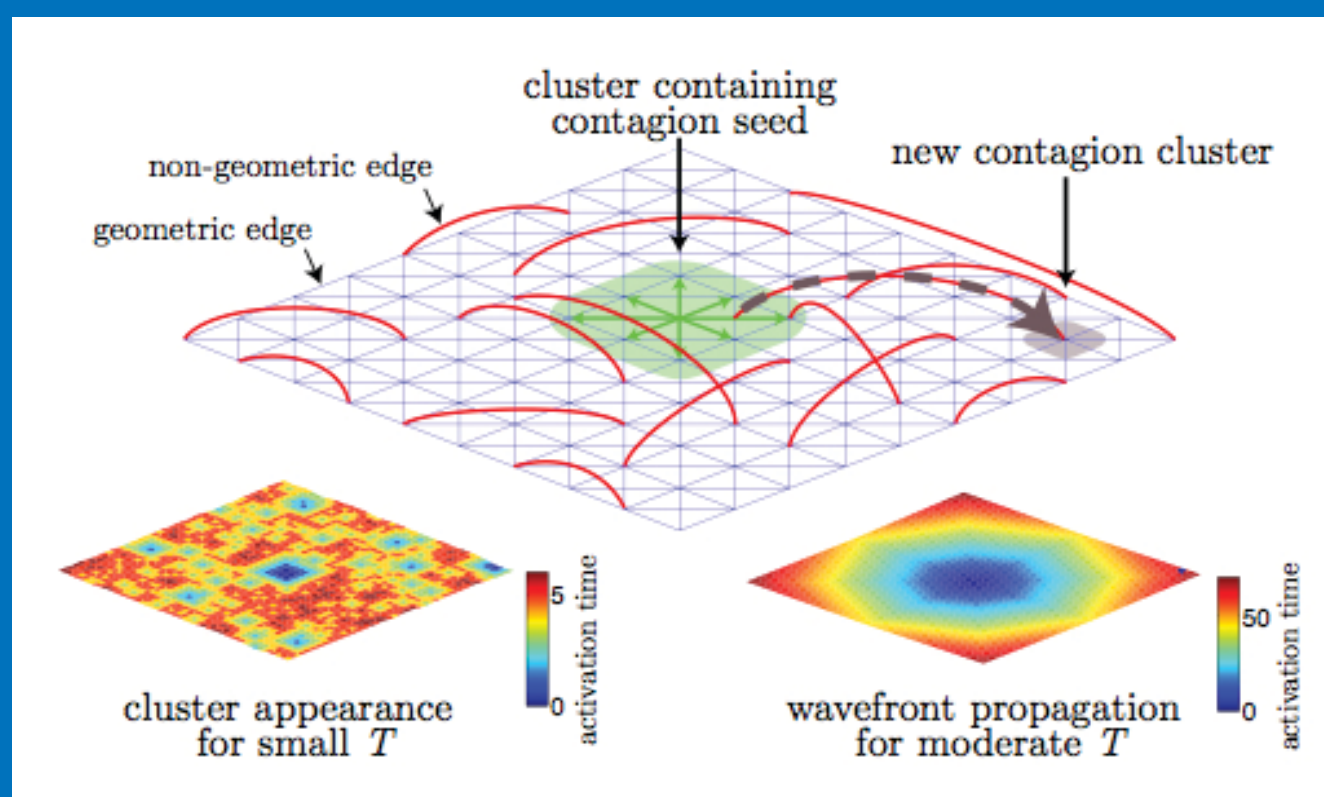 cluster containing
contagion seed
new contagion cluster
non-geometric edge
geometric edge
5
0
activation time
50
0
activation time
cluster appearance
for small T
wavefront propagation
for moderate T